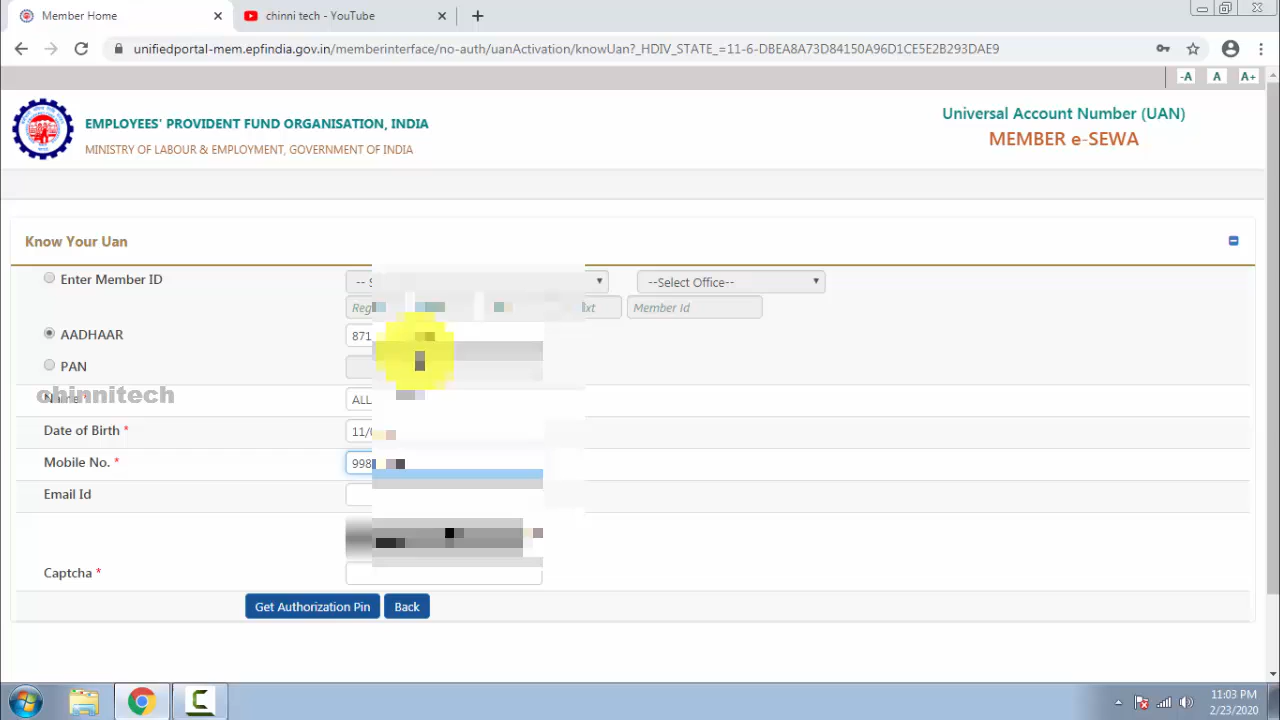 Member Home
chinni tech - YouTube
unifiedportal-mem.epfindia.gov.in/memberinterface/no-auth/uanActivation/knowUan?_HDIV_STATE_=11-6-DBEA8A73D84150A96D1CE5E2B293DAE9
-A A A+
EMPLOYEES' PROVIDENT FUND ORGANISATION, INDIA
MINISTRY OF LABOUR & EMPLOYMENT, GOVERNMENT OF INDIA
Universal Account Number (UAN)
MEMBER e-SEWA
Know Your Uan
Enter Member ID
--Select Office--
Member Id
AADHAAR 871
PAN
chinnitech
Name * ALL
Date of Birth * 11/
Mobile No. * 998
Email Id
Captcha *
Get Authorization Pin Back
11:03 PM
2/23/2020